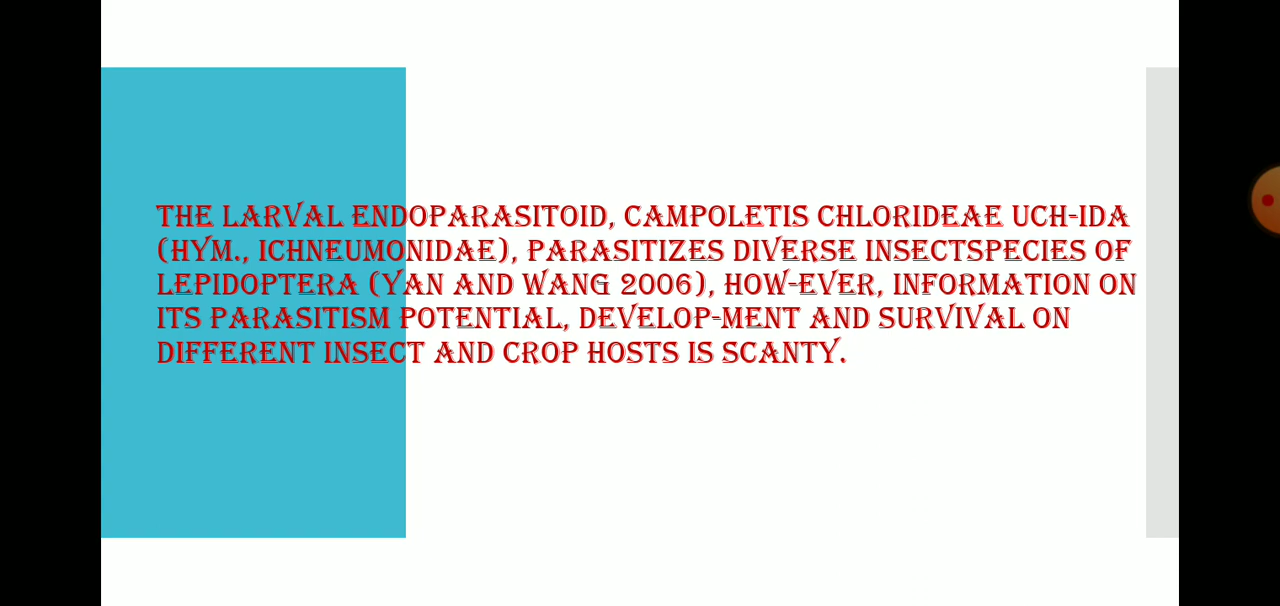 THE LARVAL ENDOPARASITOID, CAMPOLETIS CHLORIDEAE UCH-IDA
(HYM., ICHNEUMONIDAE), PARASITIZES DIVERSE INSECTSPECIES OF
LEPIDOPTERA (YAN AND WANG 2006), HOW-EVER, INFORMATION ON
ITS PARASITISM POTENTIAL, DEVELOP-MENT AND SURVIVAL ON
DIFFERENT INSECT AND CROP HOSTS IS SCANTY.